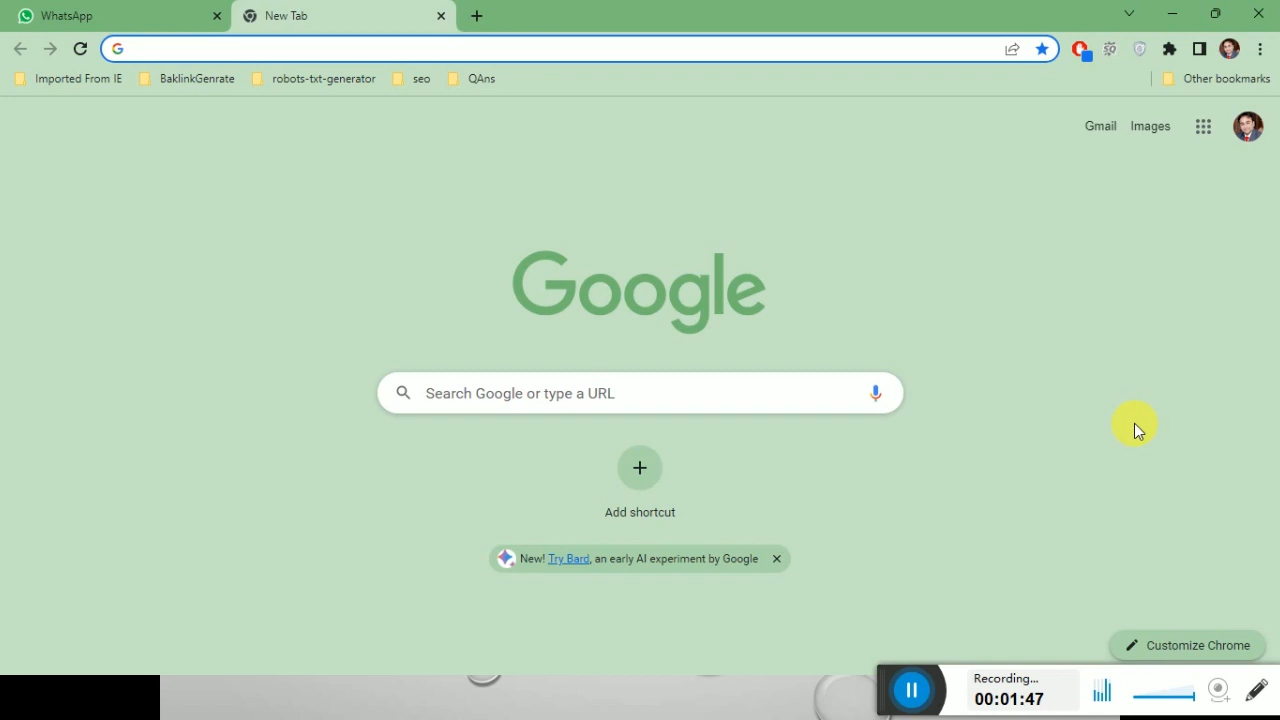 WhatsApp
New Tab
Imported From IE
BaklinkGenrate
robots-txt-generator
seo
QAns
Other bookmarks
Gmail
Images
Google
Search Google or type a URL
Add shortcut
New! Try Bard, an early AI experiment by Google
Customize Chrome
Recording...
00:01:47